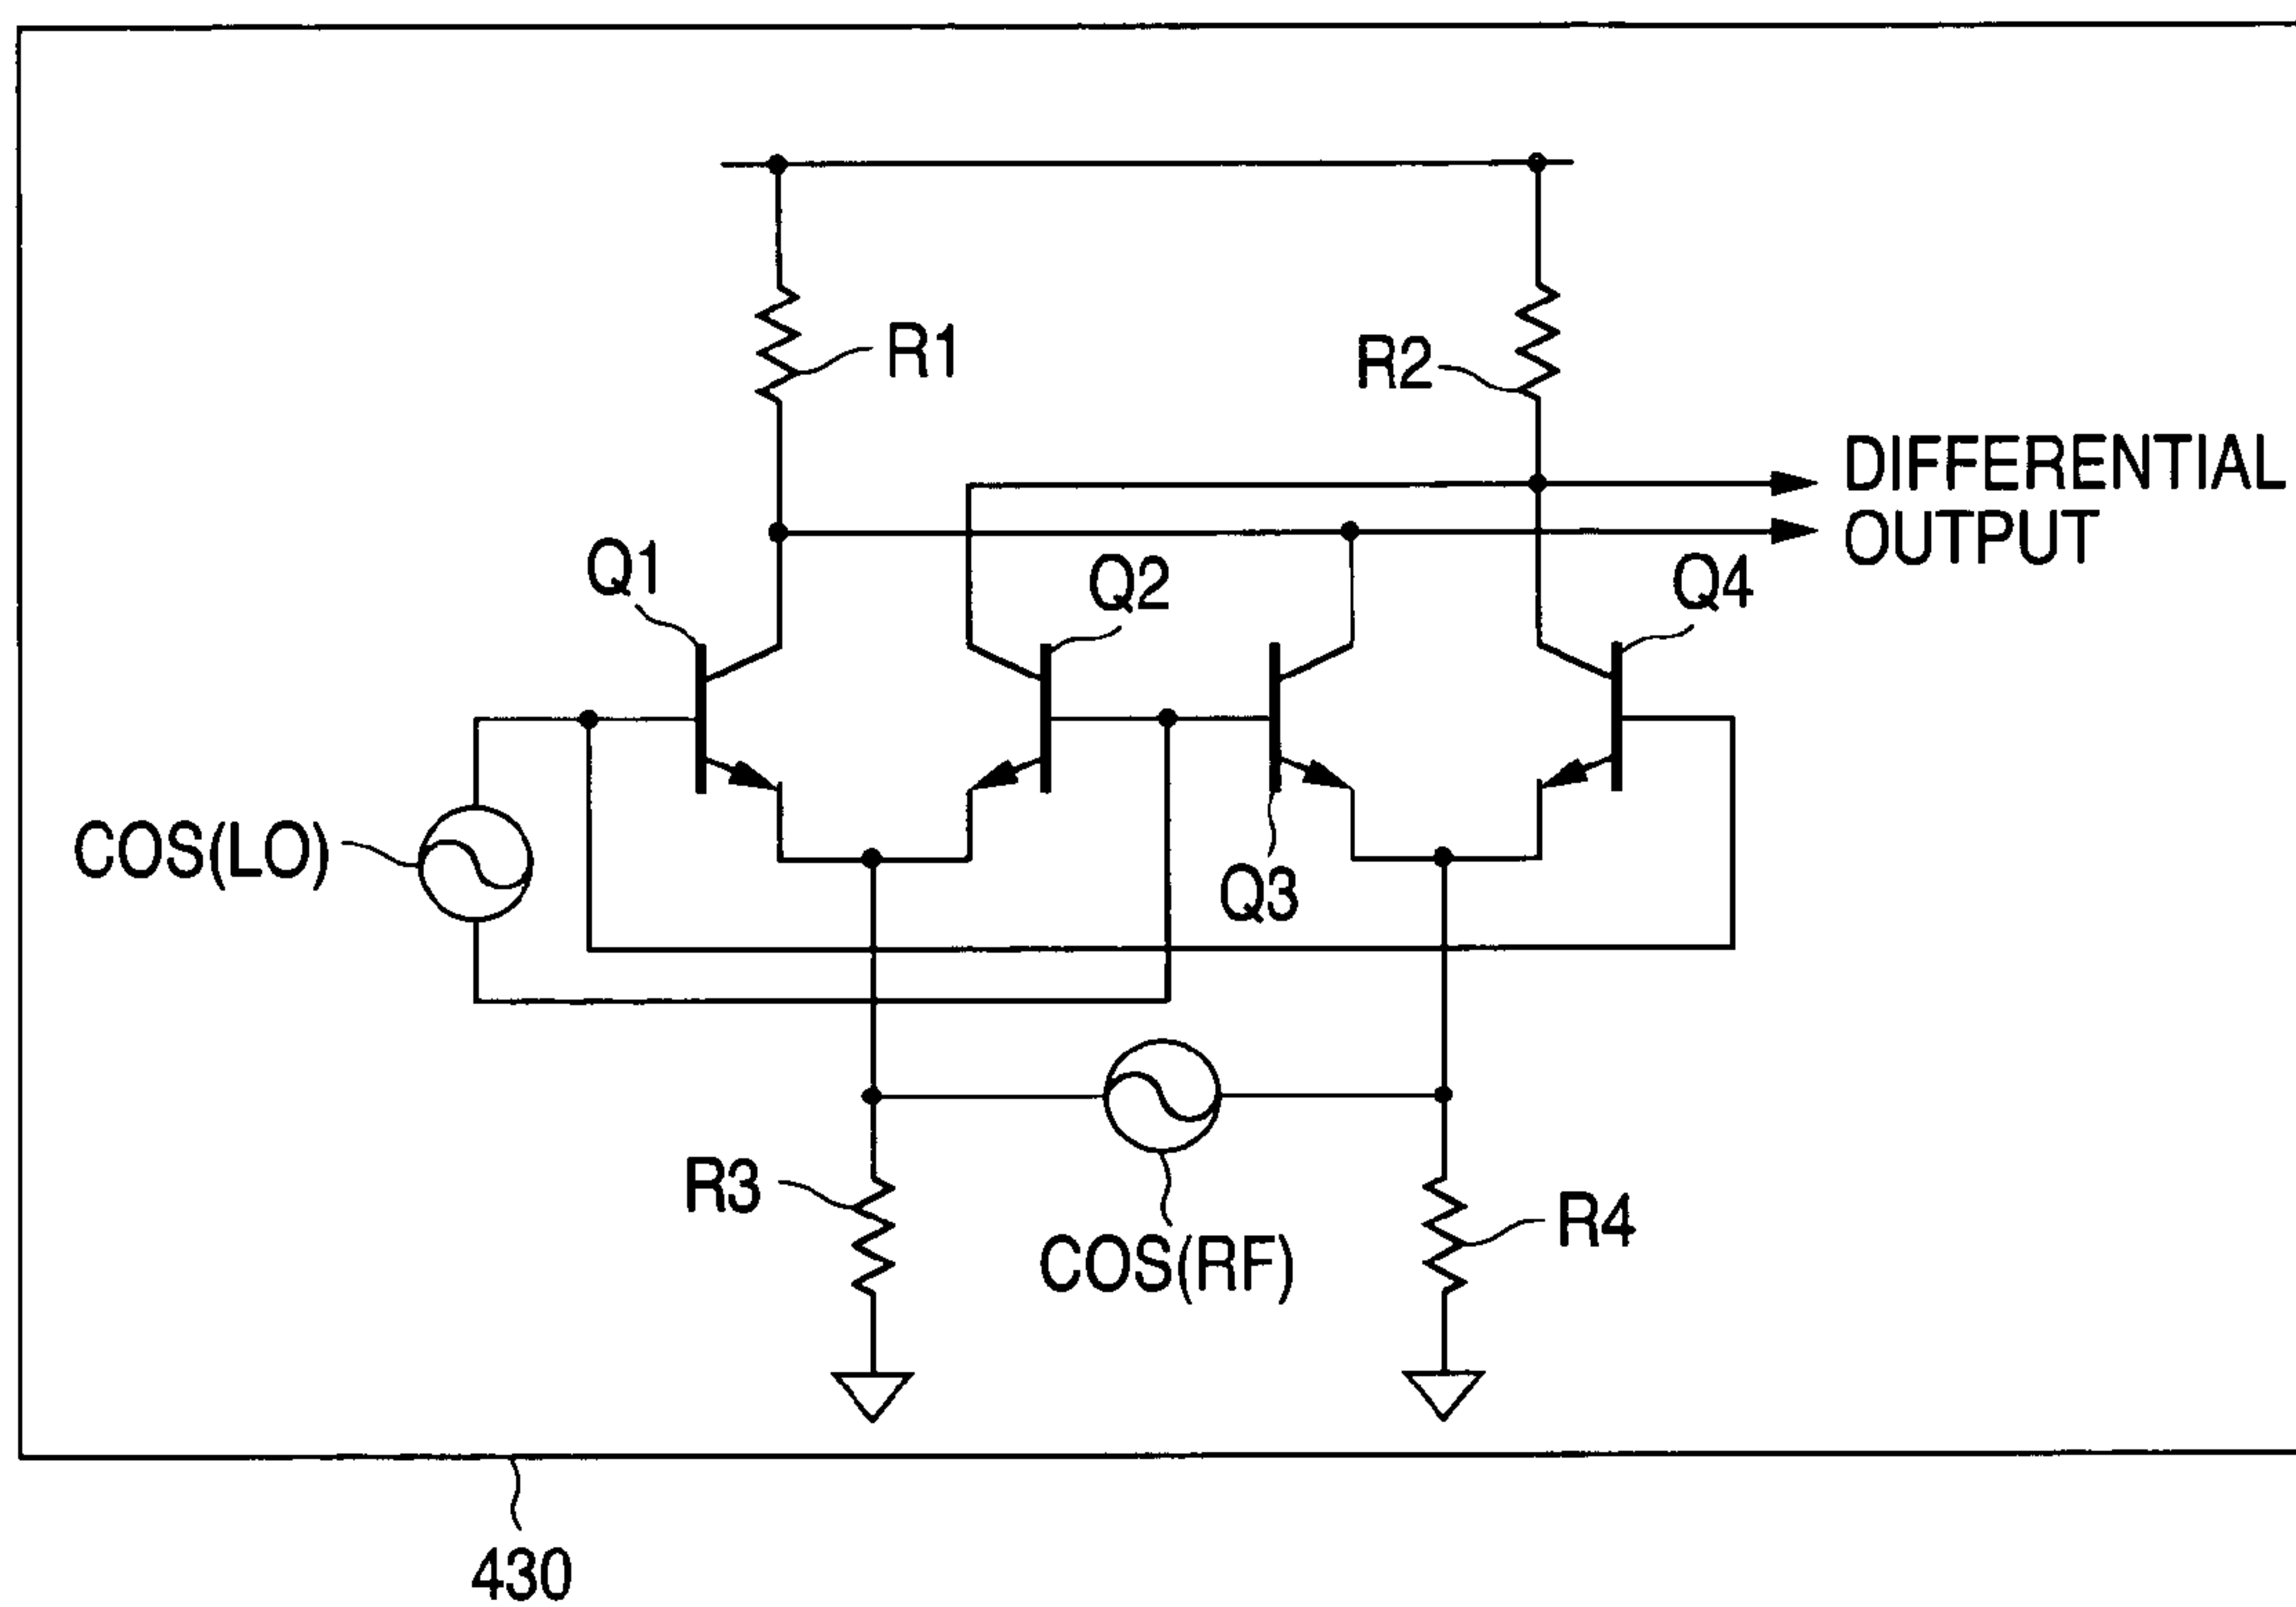 R1
R2
DIFFERENTIAL
OUTPUT
Q1
Q2
Q4
COS(LO)
Q3
R3
R4
COS(RF)
430